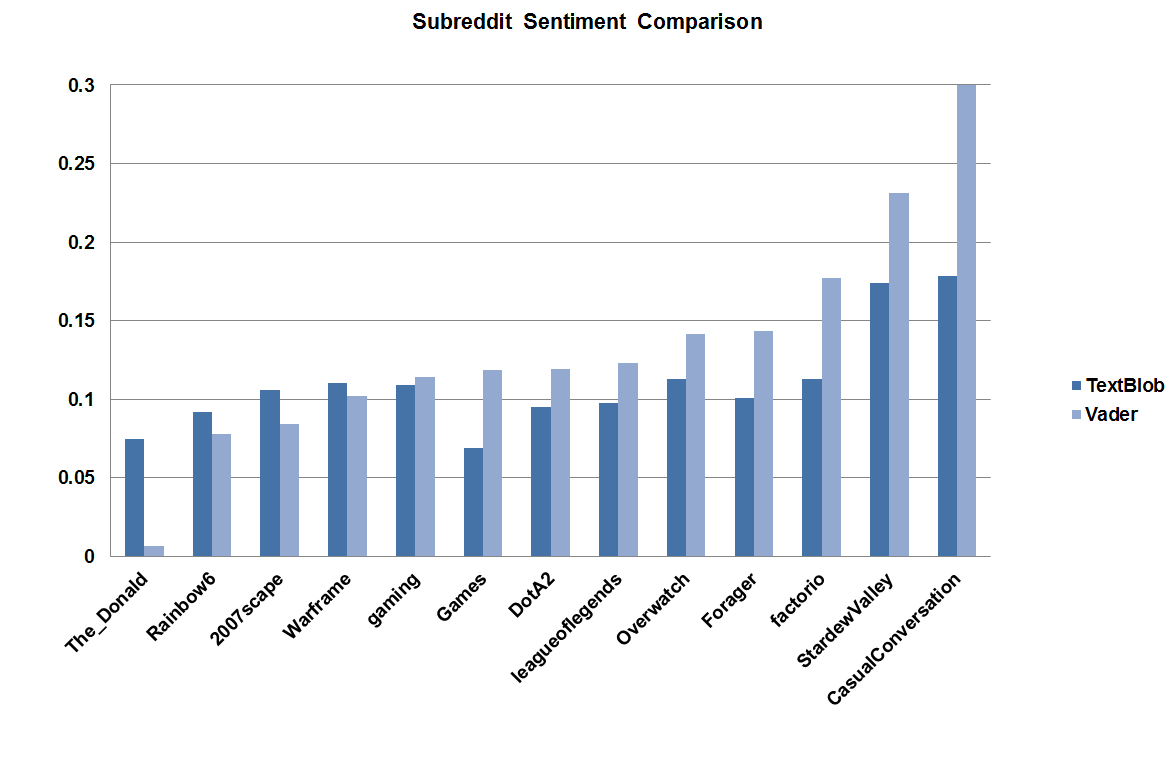 Subreddit Sentiment Comparison
0.3
0.25
0.2
0.15
0.1
0.05
0
The_Donald
Rainbow6
2007scape
Warframe
gaming
Games
DotA2
leagueoflegends
Overwatch
Forager
factorio
StardewValley
CasualConversation
TextBlob
Vader